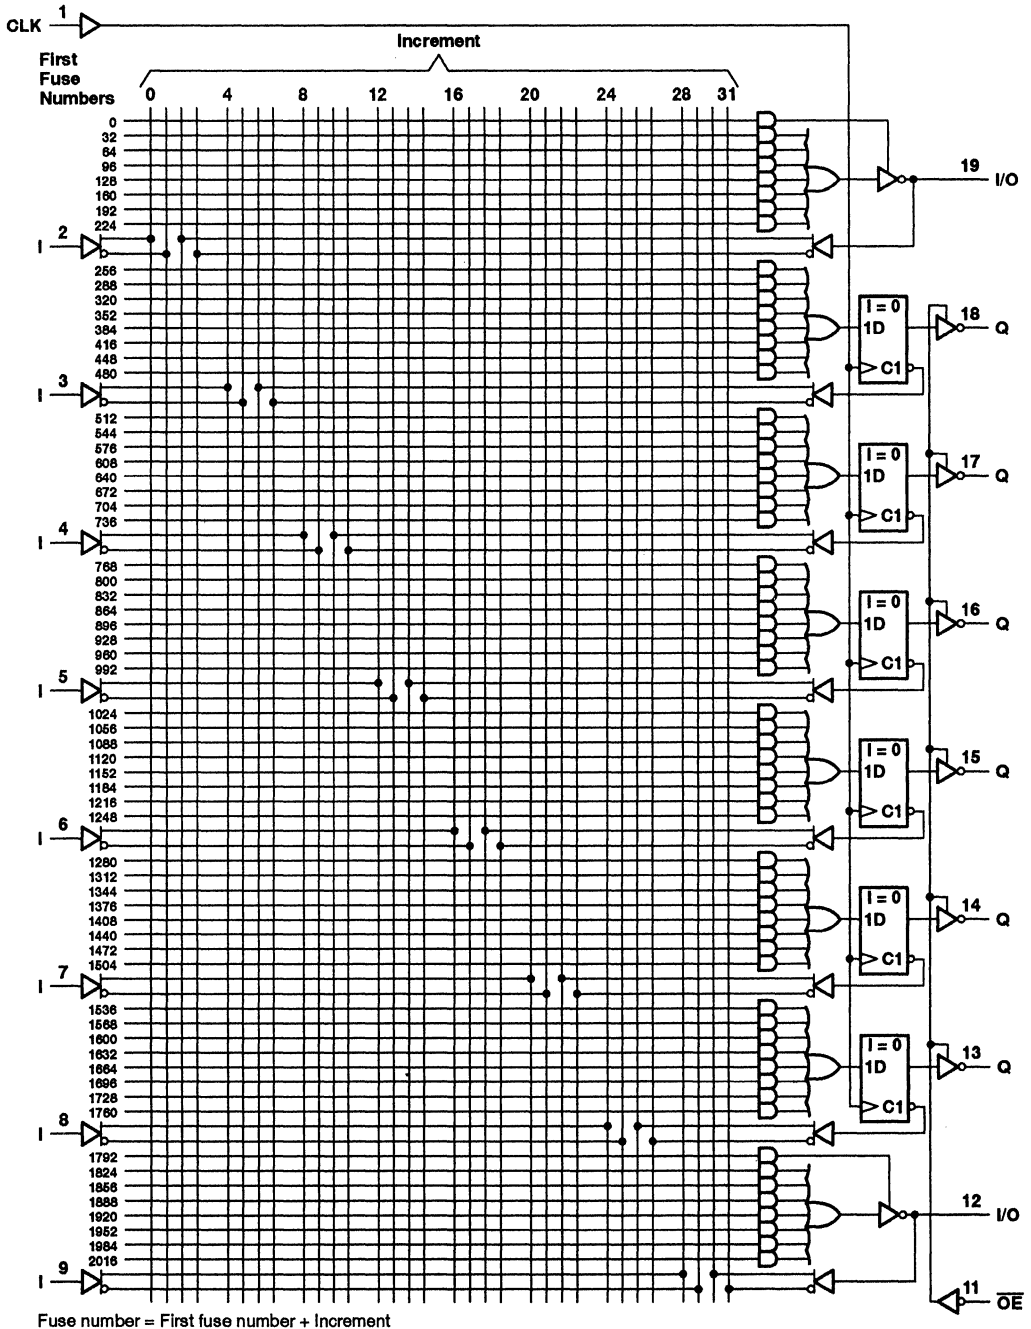 CLK 1
Increment
First
Fuse
Numbers
0 4 8 12 16 20 24 28 31
0
32
64
96
128
160
192
224
19 I/O
I 2
256
288
320
352
384
416
448
480
I = 0
1D
C1
18 Q
I 3
512
544
576
608
640
672
704
736
I = 0
1D
C1
17 Q
I 4
768
800
832
864
896
928
960
992
I = 0
1D
C1
16 Q
I 5
1024
1056
1088
1120
1152
1184
1216
1248
I = 0
1D
C1
15 Q
I 6
1280
1312
1344
1376
1408
1440
1472
1504
I = 0
1D
C1
14 Q
I 7
1536
1568
1600
1632
1664
1696
1728
1760
I = 0
1D
C1
13 Q
I 8
1792
1824
1856
1888
1920
1952
1984
2016
12 I/O
I 9
11 O̅E̅
Fuse number = First fuse number + Increment